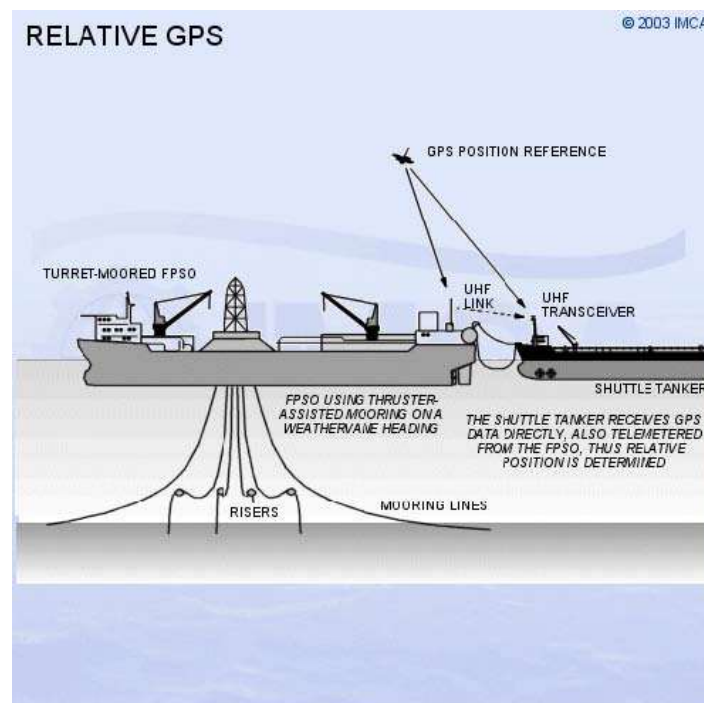 © 2003 IMCA
RELATIVE GPS
GPS POSITION REFERENCE
TURRET-MOORED FPSO
UHF
LINK
UHF
TRANSCEIVER
SHUTTLE TANKER
FPSO USING THRUSTER-
ASSISTED MOORING ON A
WEATHERVANE HEADING
THE SHUTTLE TANKER RECEIVES GPS
DATA DIRECTLY, ALSO TELEMETERED
FROM THE FPSO, THUS RELATIVE
POSITION IS DETERMINED
RISERS
MOORING LINES